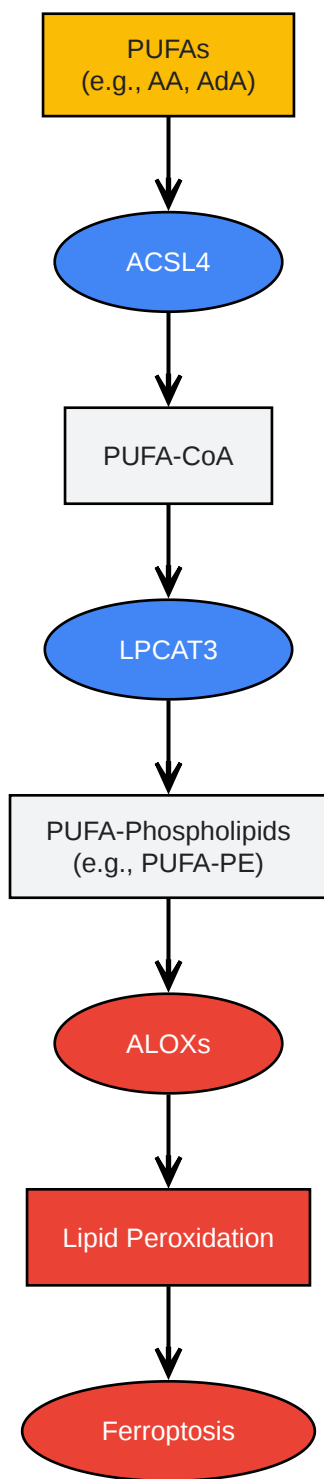 PUFAs
(e.g., AA, AdA)
ACSL4
PUFA-CoA
LPCAT3
PUFA-Phospholipids
(e.g., PUFA-PE)
ALOXs
Lipid Peroxidation
Ferroptosis